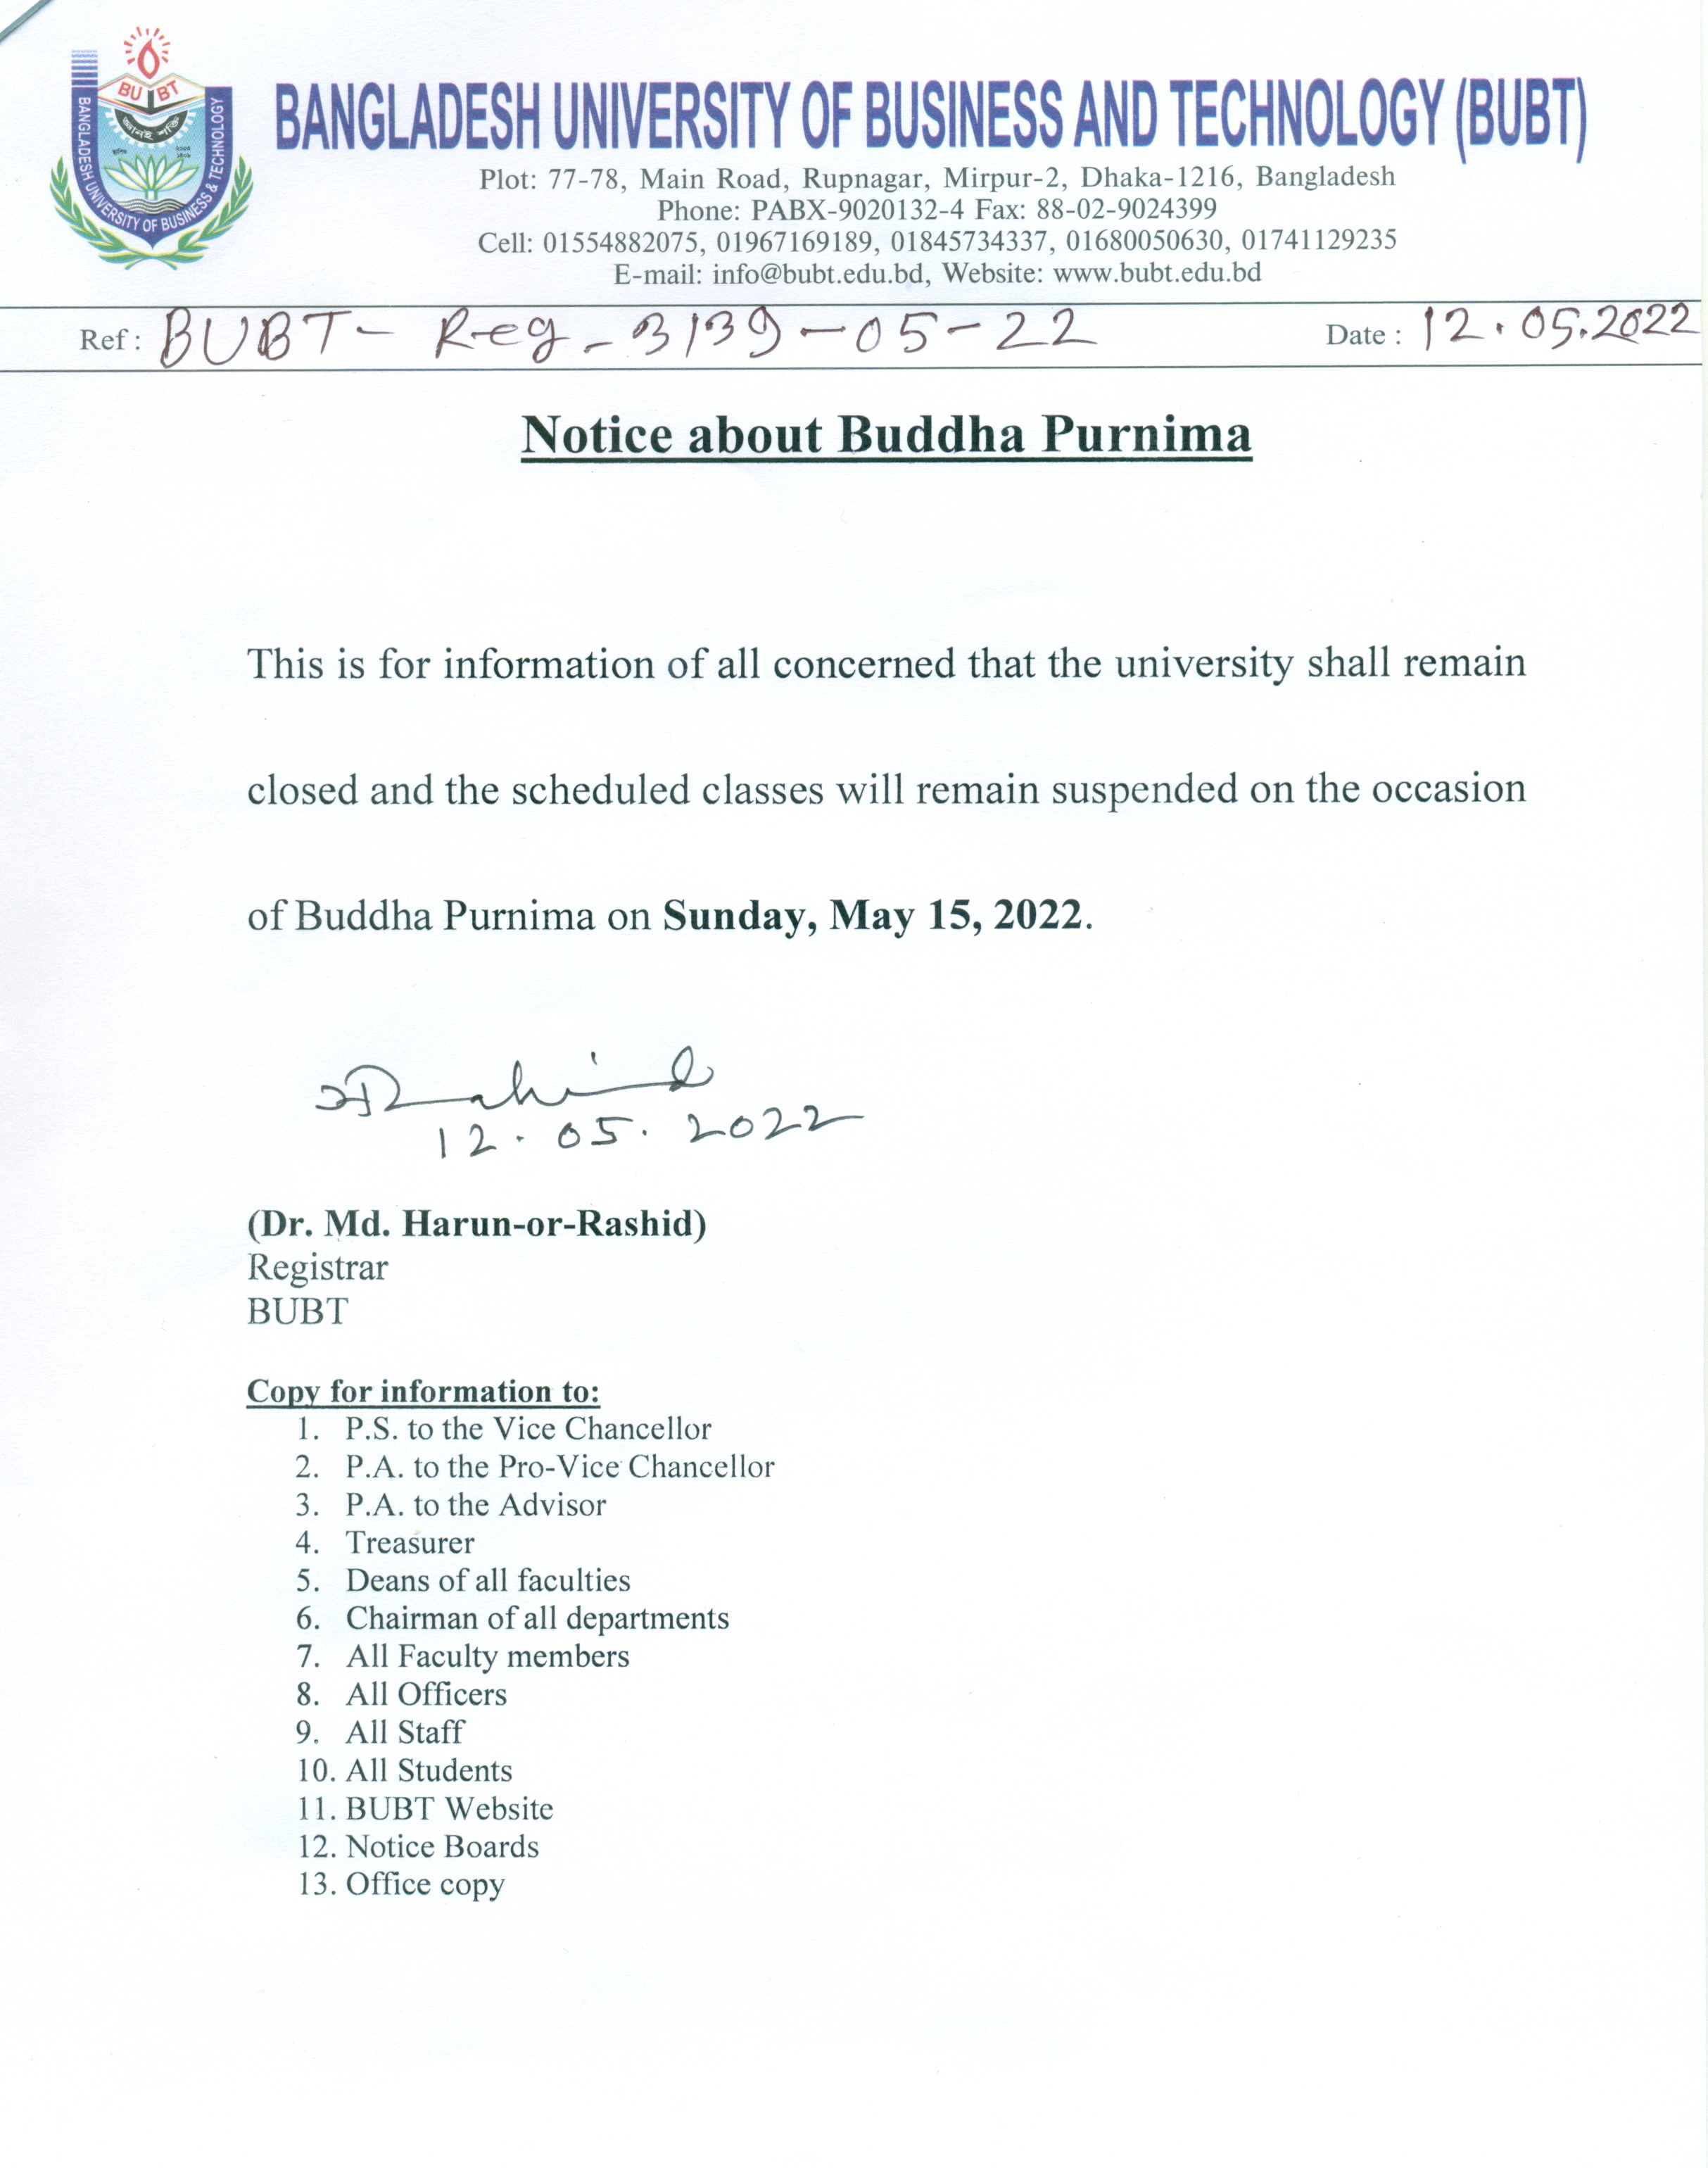 BU BT
জ্ঞানই শক্তি
BANGLADESH UNIVERSITY OF BUSINESS & TECHNOLOGY
BANGLADESH UNIVERSITY OF BUSINESS AND TECHNOLOGY (BUBT)
Plot: 77-78, Main Road, Rupnagar, Mirpur-2, Dhaka-1216, Bangladesh
Phone: PABX-9020132-4 Fax: 88-02-9024399
Cell: 01554882075, 01967169189, 01845734337, 01680050630, 01741129235
E-mail: info@bubt.edu.bd, Website: www.bubt.edu.bd
Ref : BUBT- Reg - 3139-05-22 Date : 12.05.2022
Notice about Buddha Purnima
This is for information of all concerned that the university shall remain
closed and the scheduled classes will remain suspended on the occasion
of Buddha Purnima on Sunday, May 15, 2022.
12.05.2022
(Dr. Md. Harun-or-Rashid)
Registrar
BUBT
Copy for information to:
1. P.S. to the Vice Chancellor
2. P.A. to the Pro-Vice Chancellor
3. P.A. to the Advisor
4. Treasurer
5. Deans of all faculties
6. Chairman of all departments
7. All Faculty members
8. All Officers
9. All Staff
10. All Students
11. BUBT Website
12. Notice Boards
13. Office copy